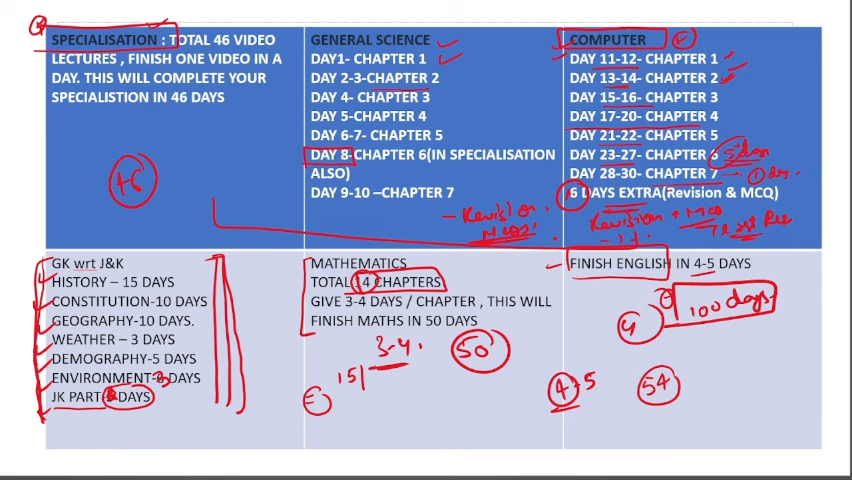 SPECIALISATION : TOTAL 46 VIDEO
LECTURES , FINISH ONE VIDEO IN A
DAY. THIS WILL COMPLETE YOUR
SPECIALISTION IN 46 DAYS
46
GENERAL SCIENCE
DAY1- CHAPTER 1
DAY 2-3-CHAPTER 2
DAY 4- CHAPTER 3
DAY 5-CHAPTER 4
DAY 6-7- CHAPTER 5
DAY 8-CHAPTER 6(IN SPECIALISATION
ALSO)
DAY 9-10 –CHAPTER 7
- Revision.
MCQs.
COMPUTER
DAY 11-12- CHAPTER 1
DAY 13-14- CHAPTER 2
DAY 15-16- CHAPTER 3
DAY 17-20- CHAPTER 4
DAY 21-22- CHAPTER 5
DAY 23-27- CHAPTER 6 5 days
DAY 28-30- CHAPTER 7
6 DAYS EXTRA(Revision & MCQ)
Revision + MCQ
GK wrt J&K
HISTORY – 15 DAYS
CONSTITUTION-10 DAYS
GEOGRAPHY-10 DAYS.
WEATHER – 3 DAYS
DEMOGRAPHY-5 DAYS
ENVIRONMENT- 3 DAYS
JK PART- DAYS
MATHEMATICS
TOTAL 14 CHAPTERS
GIVE 3-4 DAYS / CHAPTER , THIS WILL
FINISH MATHS IN 50 DAYS
3-4.
50
15
FINISH ENGLISH IN 4-5 DAYS
100 days.
4-5
54